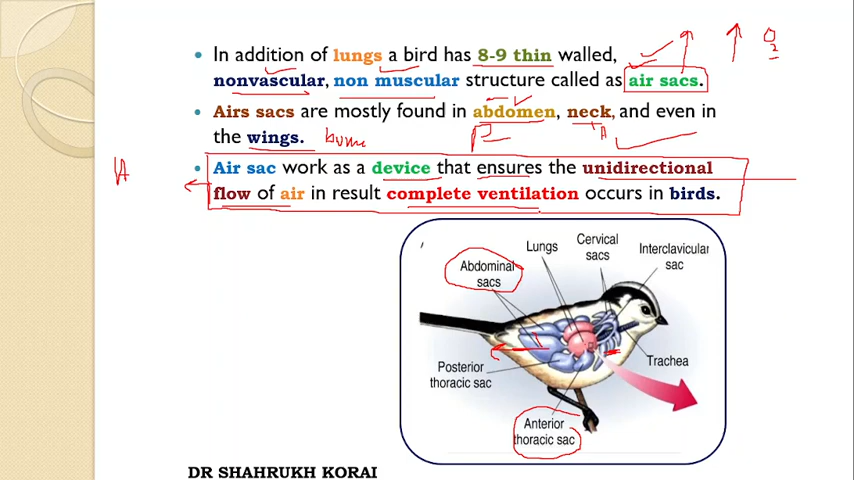 In addition of lungs a bird has 8-9 thin walled,
nonvascular, non muscular structure called as air sacs.
O2
Airs sacs are mostly found in abdomen, neck, and even in
P
A
the wings.
Air sac work as a device that ensures the unidirectional
flow of air in result complete ventilation occurs in birds.
Lungs
Cervical
sacs
Interclavicular
sac
Abdominal
sacs
Trachea
Posterior
thoracic sac
Anterior
thoracic sac
DR SHAHRUKH KORAI